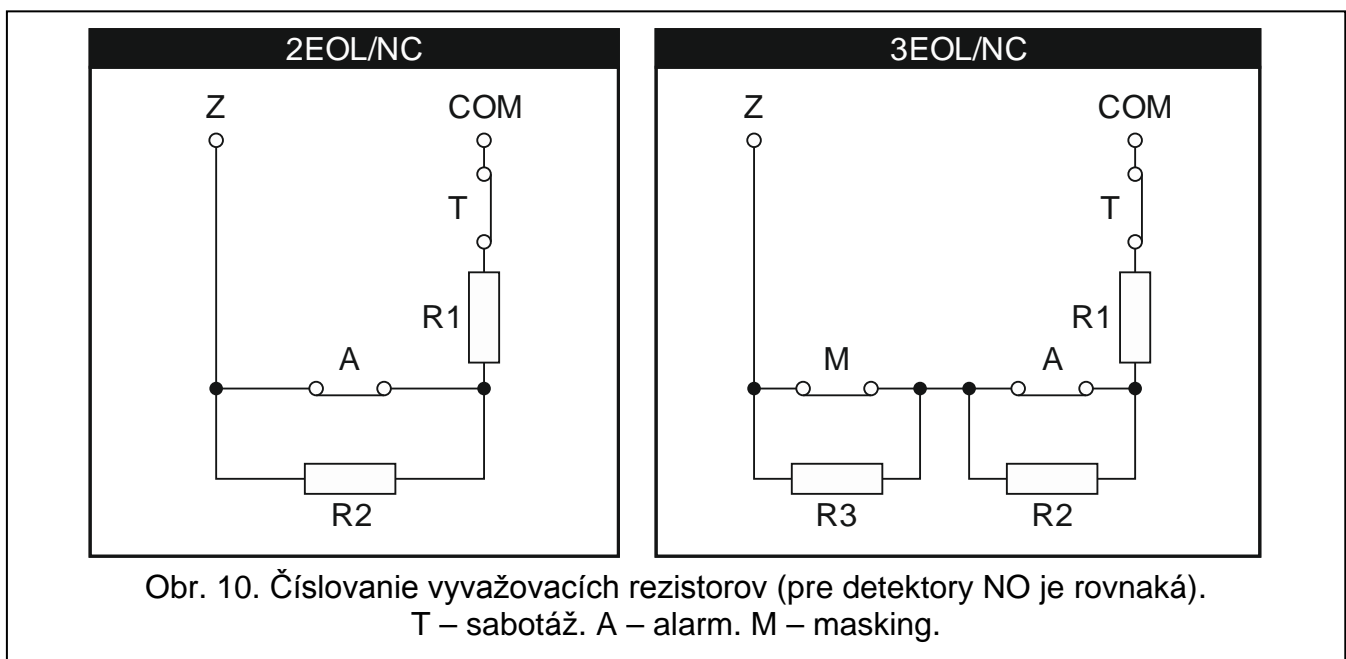 2EOL/NC
Z
COM
T
R1
A
R2
3EOL/NC
Z
COM
T
R1
M
A
R3
R2
Obr. 10. Číslovanie vyvažovacích rezistorov (pre detektory NO je rovnaká).
T – sabotáž. A – alarm. M – masking.